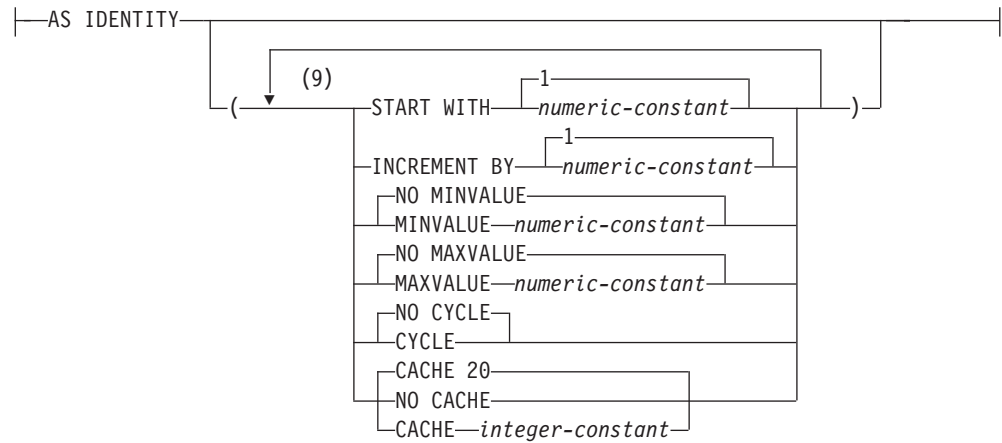 AS IDENTITY
(9)
1
( START WITH numeric-constant )
1
INCREMENT BY numeric-constant
NO MINVALUE
MINVALUE numeric-constant
NO MAXVALUE
MAXVALUE numeric-constant
NO CYCLE
CYCLE
CACHE 20
NO CACHE
CACHE integer-constant